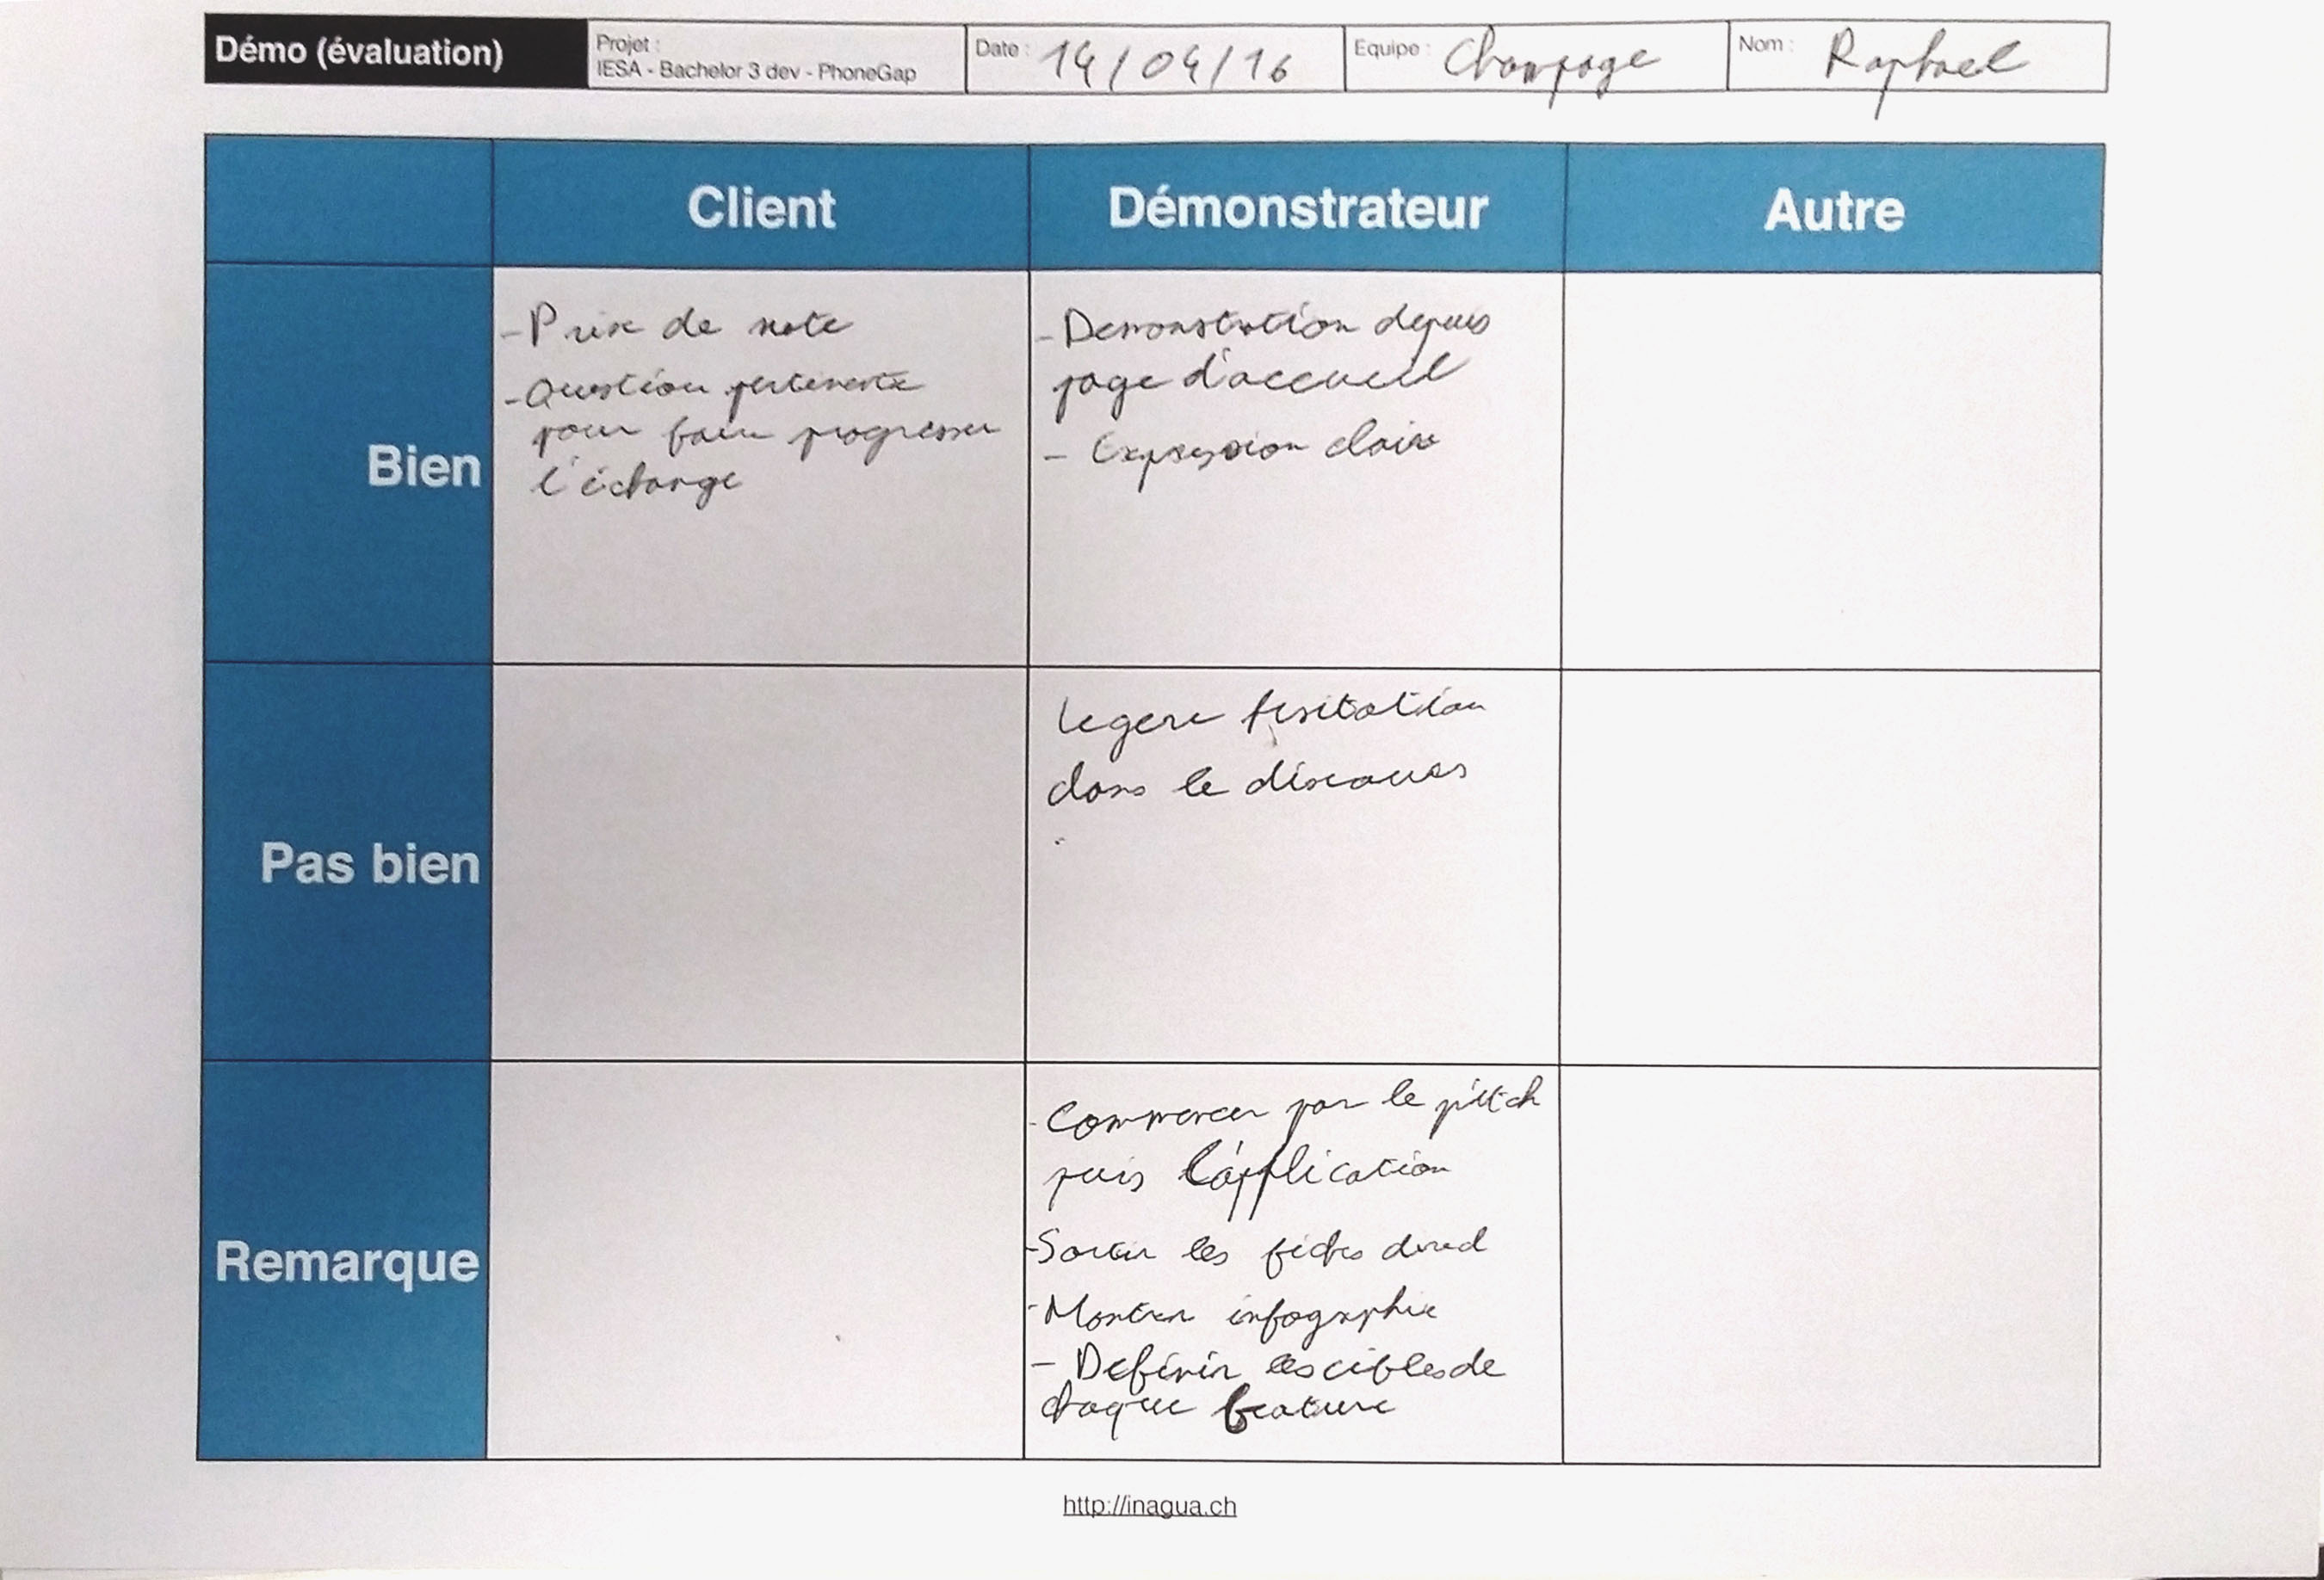 Démo (évaluation)
Projet :
IESA - Bachelor 3 dev - PhoneGap
Date : 14/04/16
Equipe : Champage
Nom : Raphael
Client
Démonstrateur
Autre
Bien
- Prise de note
- Question pertinente
pour faire progresser
l'échange
- Demonstration depuis
page d'accueil
- Expression claire
Pas bien
Legere hesitation
dans le discours
Remarque
- Commencer par le pitch
puis l'application
- Sortir les fiches
- Montrer infographie
- Definir les cibles de
chaque feature
http://inagua.ch